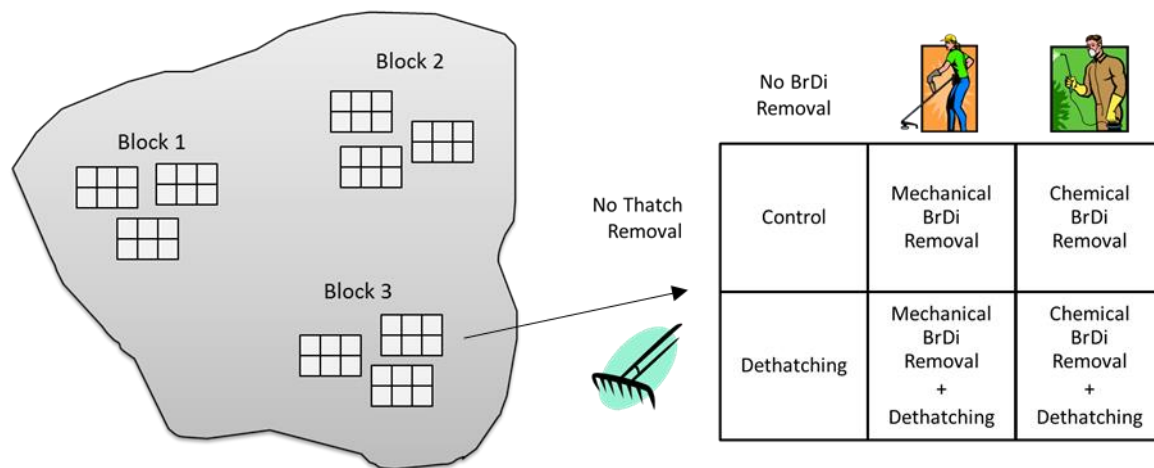 Block 1
Block 2
Block 3
No BrDi
Removal
No Thatch
Removal
Control
Mechanical
BrDi
Removal
Chemical
BrDi
Removal
Dethatching
Mechanical
BrDi
Removal
+
Dethatching
Chemical
BrDi
Removal
+
Dethatching